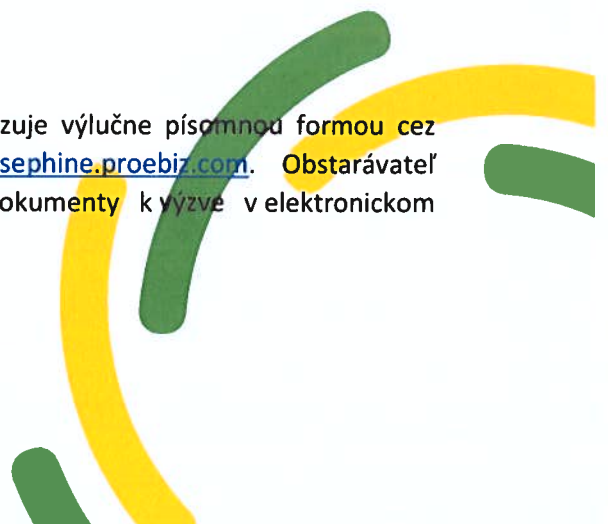 zuje výlučne písomnou formou cez
sephine.proebiz.com. Obstarávateľ
okumenty k výzve v elektronickom